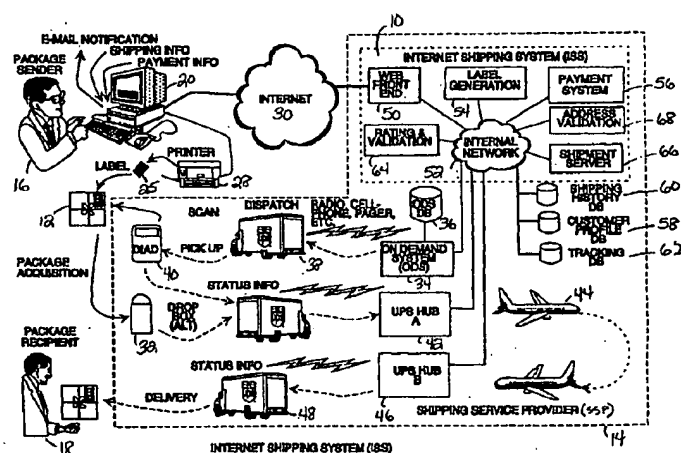 10
E-MAIL NOTIFICATION
SHIPPING INFO
PAYMENT INFO
PACKAGE SENDER
20
16
INTERNET
30
INTERNET SHIPPING SYSTEM (ISS)
WEB FRONT END
50
LABEL GENERATION
54
PAYMENT SYSTEM
56
ADDRESS VALIDATION
68
RATING & VALIDATION
64
INTERNAL NETWORK
52
SHIPMENT SERVER
66
LABEL
25
PRINTER
28
12
SCAN
DISPATCH
RADIO, CELL-PHONE, PAGER, ETC.
ODS DB
36
SHIPPING HISTORY DB
60
CUSTOMER PROFILE DB
58
TRACKING DB
62
DIAD
40
PICK UP
38
ON DEMAND SYSTEM (ODS)
34
PACKAGE ACQUISITION
STATUS INFO
DROP BOX (ALT)
32
UPS HUB A
42
44
PACKAGE RECIPIENT
18
STATUS INFO
DELIVERY
48
UPS HUB B
46
SHIPPING SERVICE PROVIDER (SSP)
14
INTERNET SHIPPING SYSTEM (ISS)